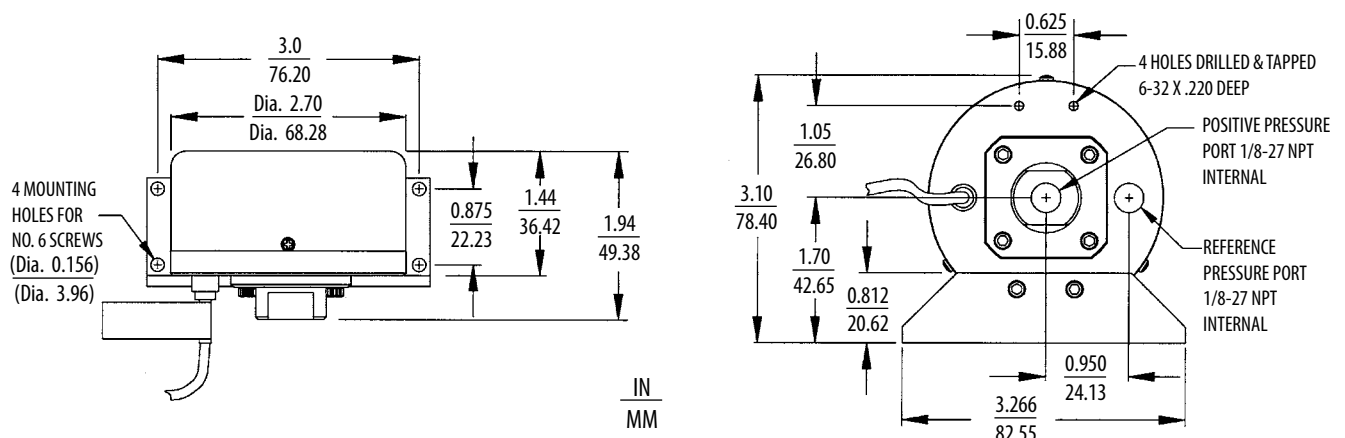 3.0
76.20
Dia. 2.70
Dia. 68.28
4 MOUNTING
HOLES FOR
NO. 6 SCREWS
(Dia. 0.156)
(Dia. 3.96)
0.875
22.23
1.44
36.42
1.94
49.38
IN
MM
0.625
15.88
4 HOLES DRILLED & TAPPED
6-32 X .220 DEEP
POSITIVE PRESSURE
PORT 1/8-27 NPT
INTERNAL
1.05
26.80
3.10
78.40
1.70
42.65
0.812
20.62
REFERENCE
PRESSURE PORT
1/8-27 NPT
INTERNAL
0.950
24.13
3.266
82.55